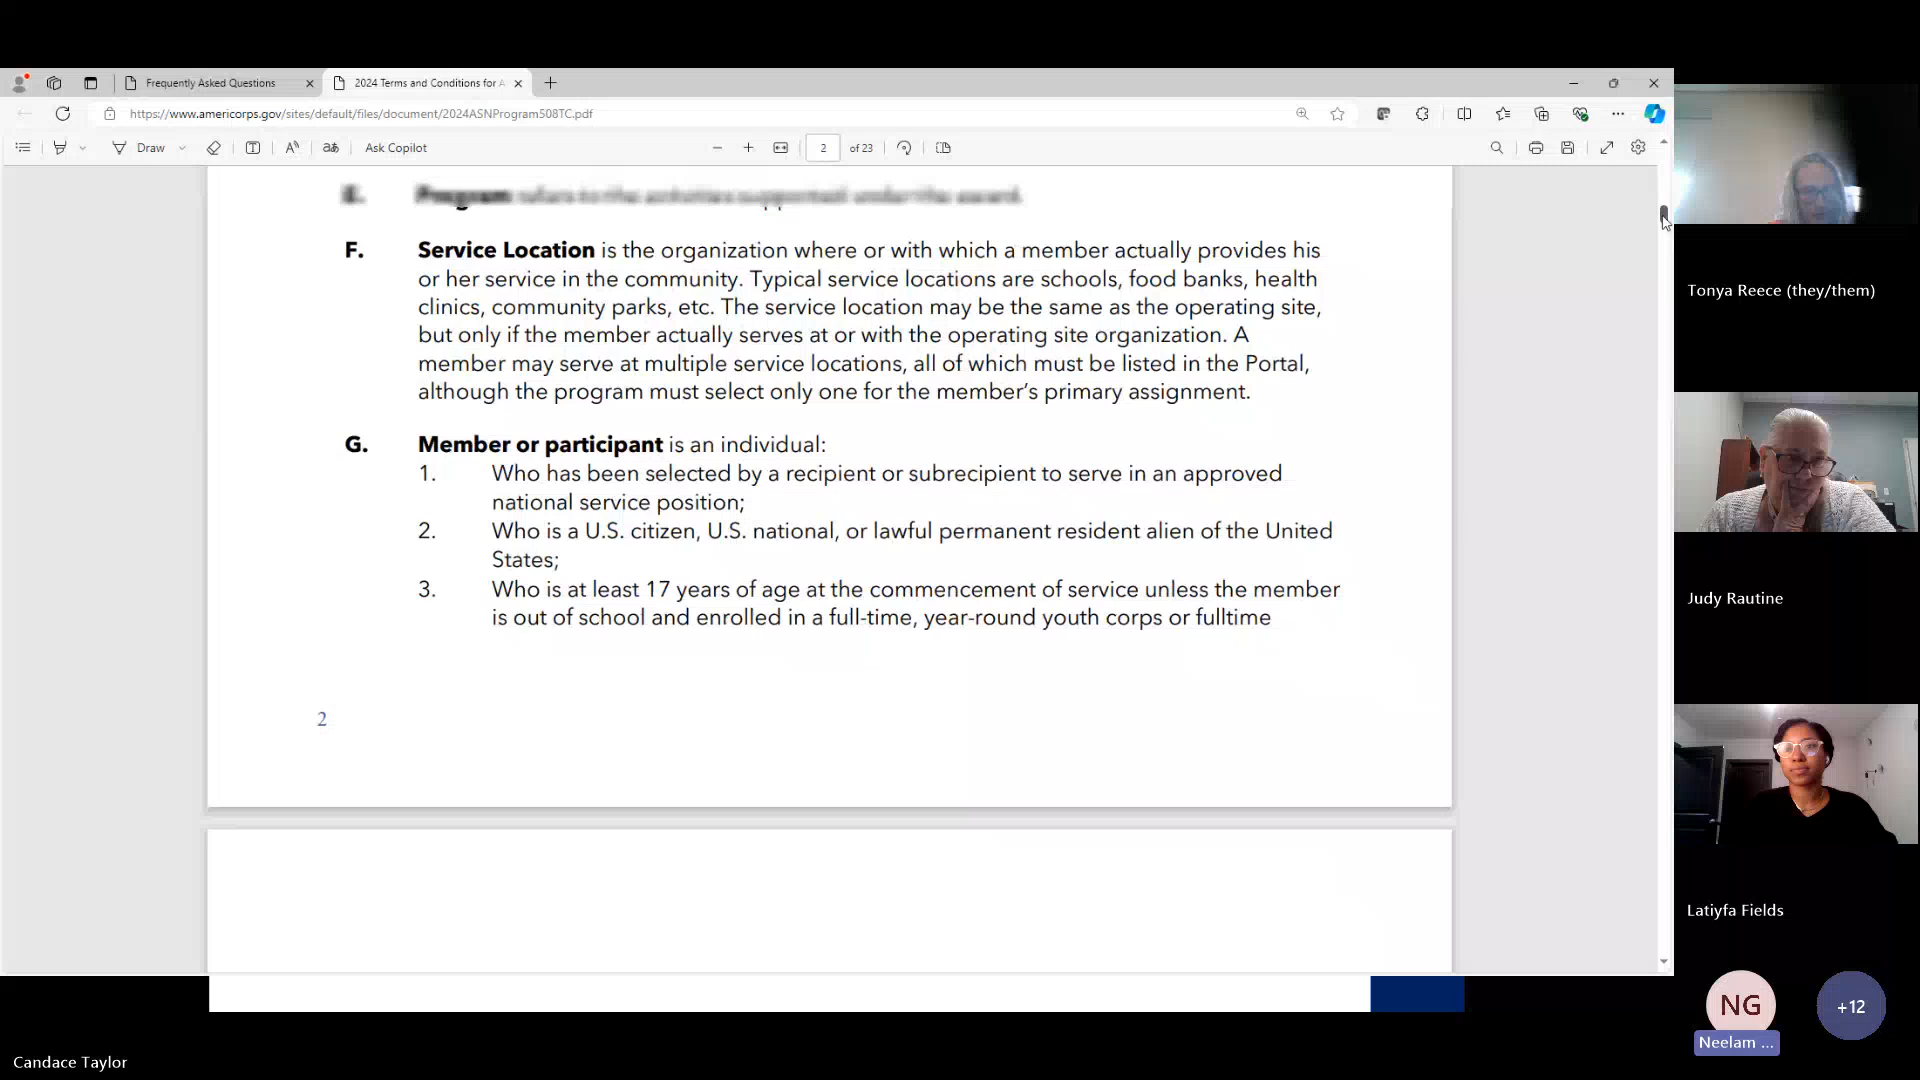 Frequently Asked Questions
2024 Terms and Conditions for A
https://www.americorps.gov/sites/default/files/document/2024ASNProgram508TC.pdf
Draw
Ask Copilot
2 of 23
E. Program refers to the activities supported under the award.
F. Service Location is the organization where or with which a member actually provides his
or her service in the community. Typical service locations are schools, food banks, health
clinics, community parks, etc. The service location may be the same as the operating site,
but only if the member actually serves at or with the operating site organization. A
member may serve at multiple service locations, all of which must be listed in the Portal,
although the program must select only one for the member’s primary assignment.
G. Member or participant is an individual:
1. Who has been selected by a recipient or subrecipient to serve in an approved
national service position;
2. Who is a U.S. citizen, U.S. national, or lawful permanent resident alien of the United
States;
3. Who is at least 17 years of age at the commencement of service unless the member
is out of school and enrolled in a full-time, year-round youth corps or fulltime
2
Tonya Reece (they/them)
Judy Rautine
Latiyfa Fields
NG
+12
Neelam ...
Candace Taylor